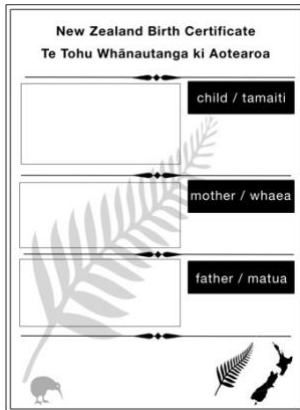 New Zealand Birth Certificate
Te Tohu Whānautanga ki Aotearoa
child / tamaiti
mother / whaea
father / matua